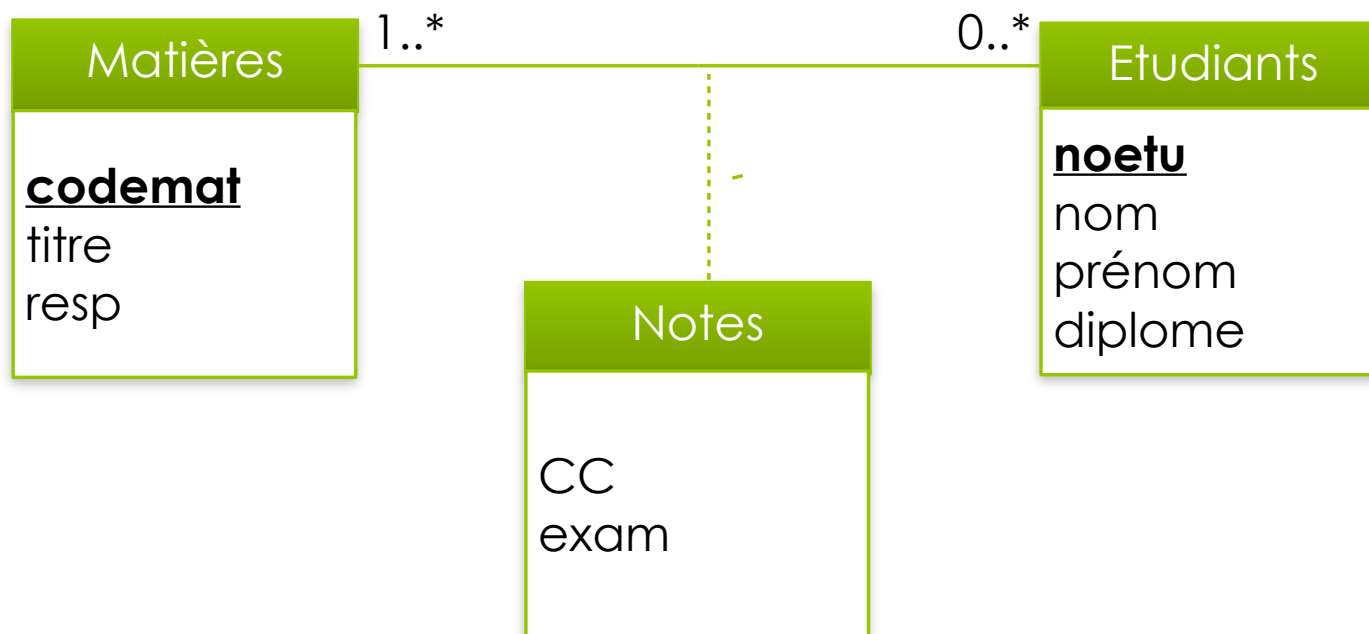 Matières
1..*
0..*
Etudiants
codemat
titre
resp
noetu
nom
prénom
diplome
Notes
CC
exam